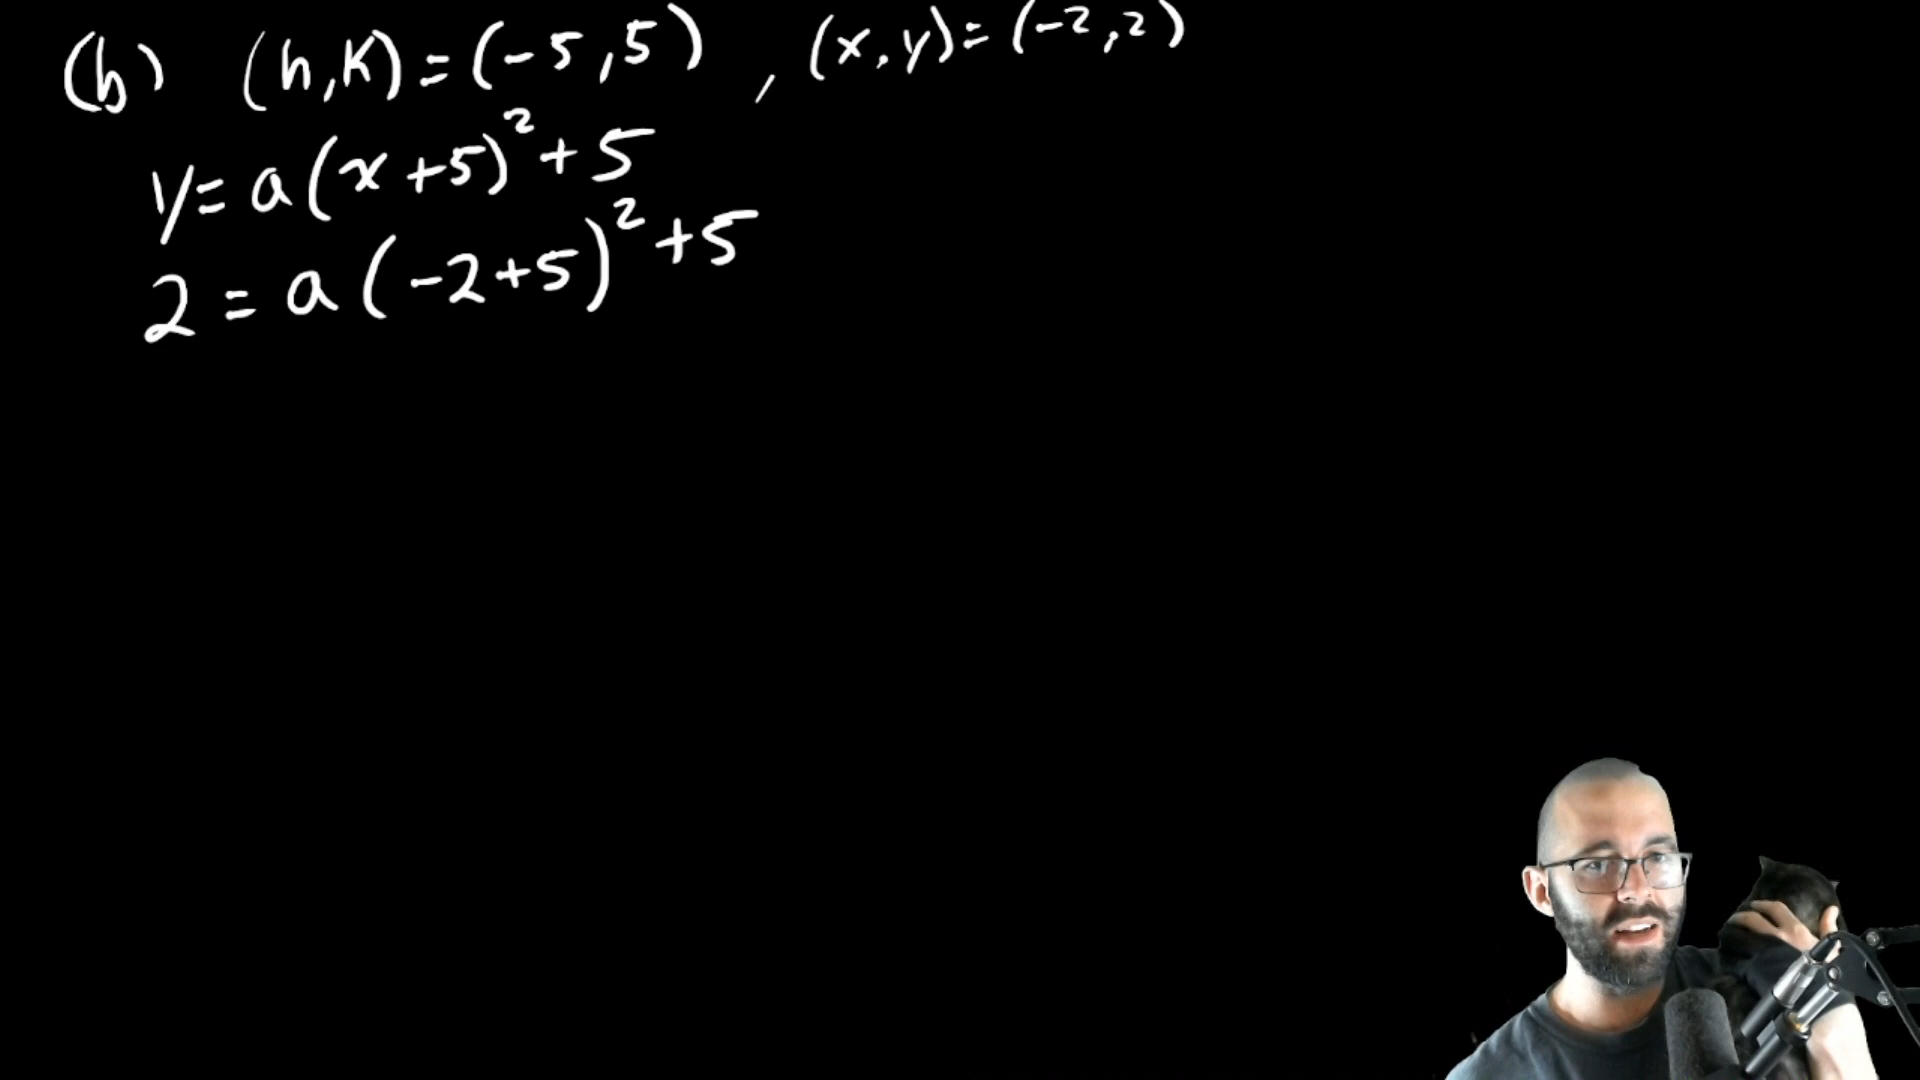 (b) (h,k) = (-5,5) , (x,y) = (-2,2)
y = a(x+5)² + 5
2 = a(-2+5)² + 5